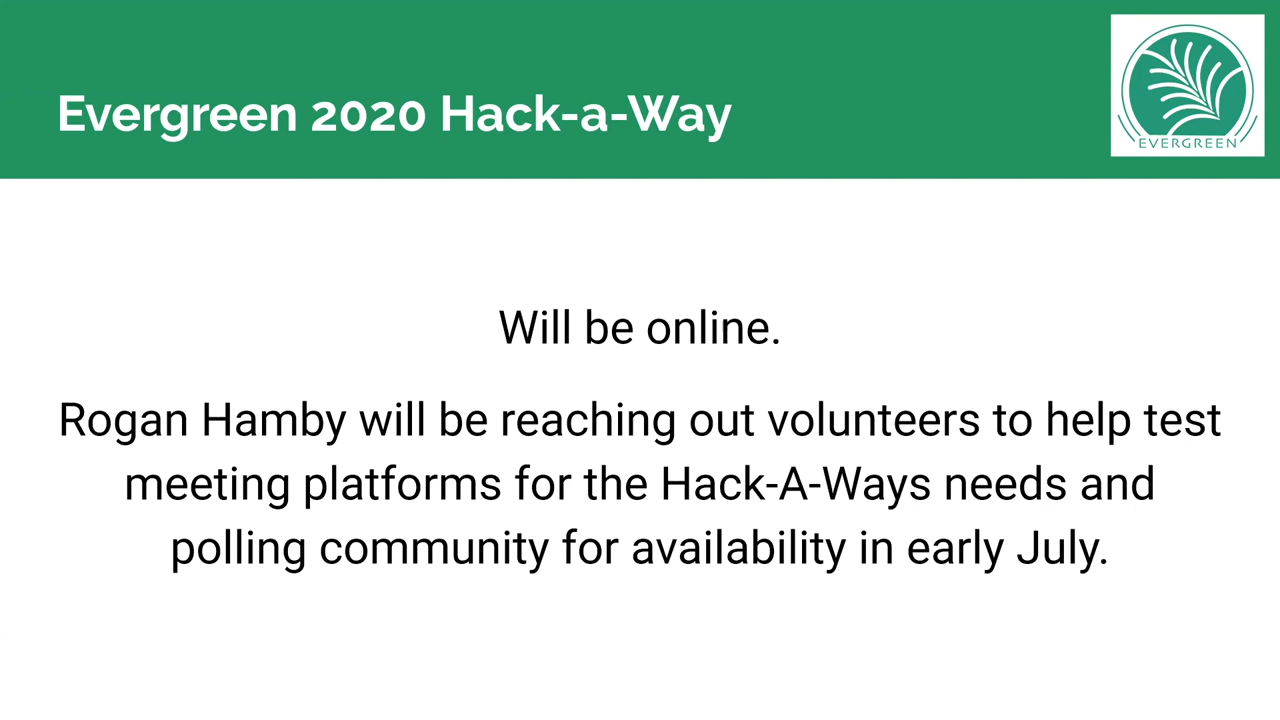 Evergreen 2020 Hack-a-Way
EVERGREEN
Will be online.
Rogan Hamby will be reaching out volunteers to help test
meeting platforms for the Hack-A-Ways needs and
polling community for availability in early July.